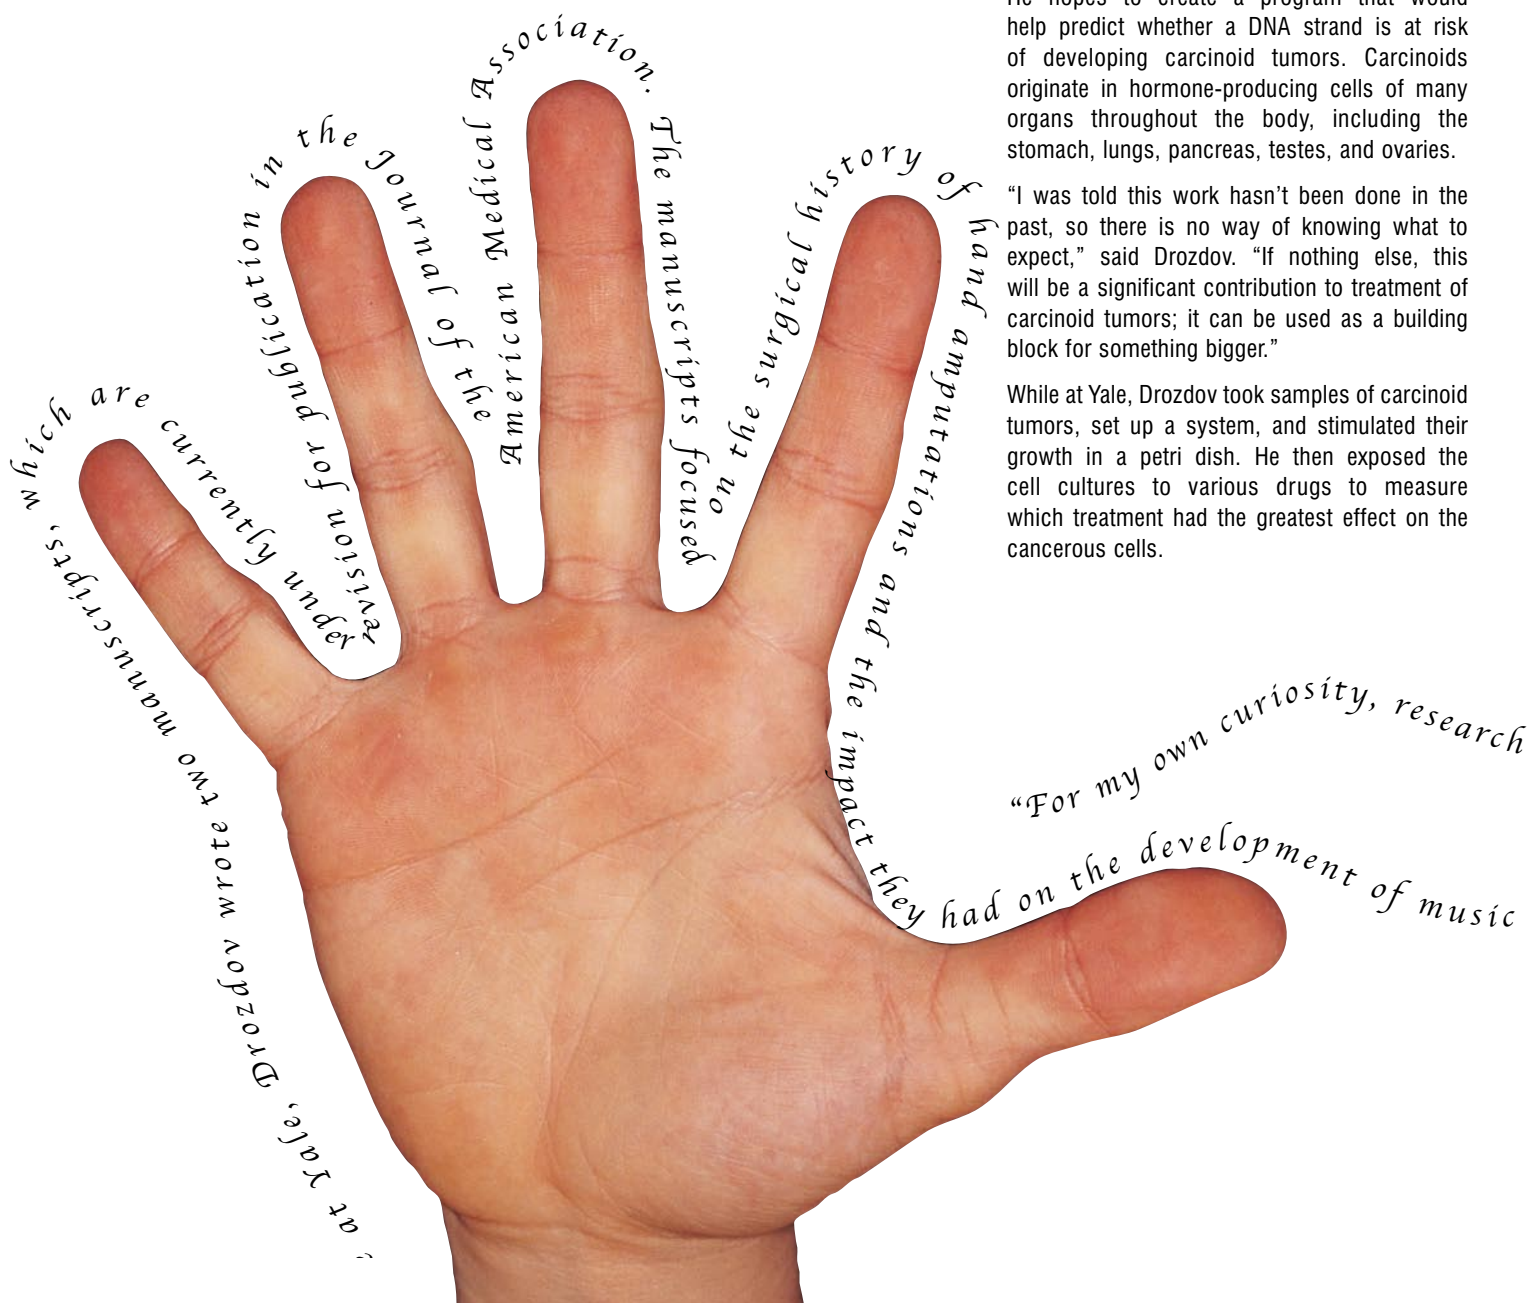 help predict whether a DNA strand is at risk
of developing carcinoid tumors. Carcinoids
originate in hormone-producing cells of many
organs throughout the body, including the
stomach, lungs, pancreas, testes, and ovaries.
“I was told this work hasn’t been done in the
past, so there is no way of knowing what to
expect,” said Drozdov. “If nothing else, this
will be a significant contribution to treatment of
carcinoid tumors; it can be used as a building
block for something bigger.”
While at Yale, Drozdov took samples of carcinoid
tumors, set up a system, and stimulated their
growth in a petri dish. He then exposed the
cell cultures to various drugs to measure
which treatment had the greatest effect on the
cancerous cells.
at Yale, Drozdov wrote two manuscripts, which are currently under
revision for publication in the Journal of the
American Medical Association. The manuscripts focused
on the surgical history of hand amputations and the impact they had on the development of music
“For my own curiosity, research